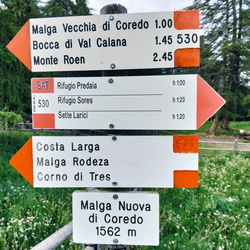 Malga Vecchia di Coredo 1.00
Bocca di Val Calana 1.45 530
Monte Roen 2.45
SAT
530
Rifugio Predaia h 1:00
Rifugio Sores h 1:20
Sette Larici h 1:20
Costa Larga
Malga Rodeza
Corno di Tres
Malga Nuova
di Coredo
1562 m